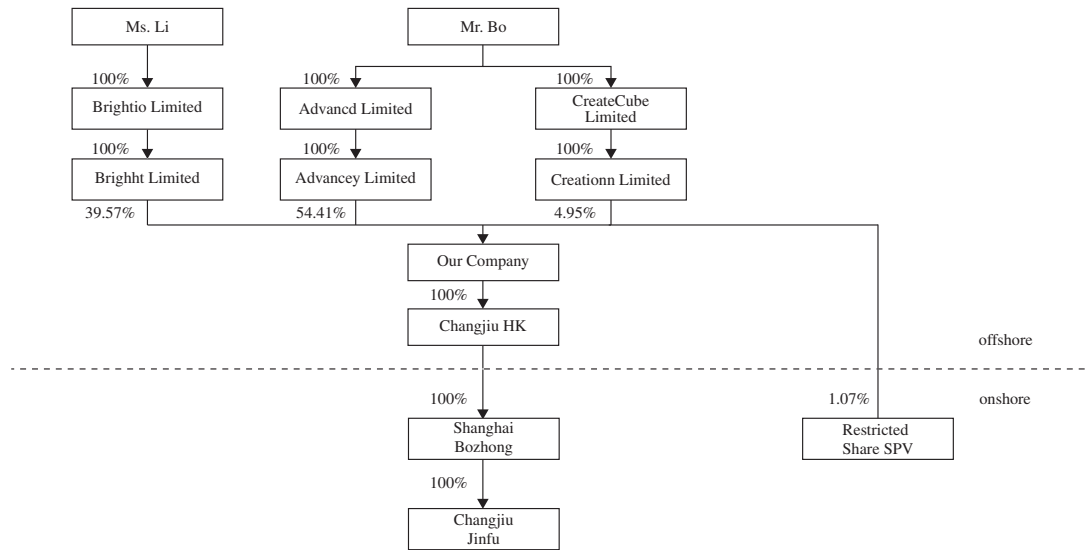 Ms. Li
Mr. Bo
100%
100%
100%
Brightio Limited
Advancd Limited
CreateCube
Limited
100%
100%
100%
Brighht Limited
Advancey Limited
Creationn Limited
39.57%
54.41%
4.95%
Our Company
100%
Changjiu HK
offshore
onshore
100%
1.07%
Shanghai
Bozhong
Restricted
Share SPV
100%
Changjiu
Jinfu